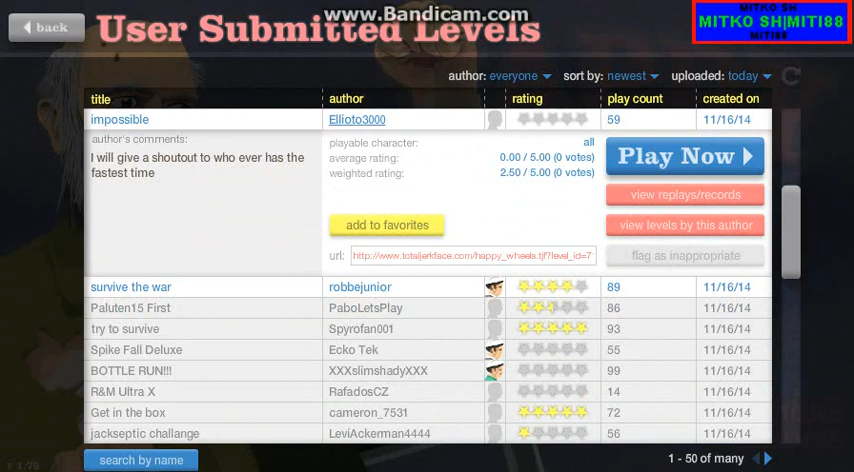 www.Bandicam.com
back
User Submitted Levels
MITKO SH
MITKO SH|MITI88
MITI88
author: everyone sort by: newest uploaded: today
title author rating play count created on
impossible Ellioto3000 59 11/16/14
author's comments:
I will give a shoutout to who ever has the
fastest time
playable character: all
average rating: 0.00 / 5.00 (0 votes)
weighted rating: 2.50 / 5.00 (0 votes)
Play Now
view replays/records
add to favorites
view levels by this author
url: http://www.totaljerkface.com/happy_wheels.tjf?level_id=7
flag as inappropriate
survive the war robbejunior 89 11/16/14
Paluten15 First PaboLetsPlay 86 11/16/14
try to survive Spyrofan001 93 11/16/14
Spike Fall Deluxe Ecko Tek 55 11/16/14
BOTTLE RUN!!! XXXslimshadyXXX 99 11/16/14
R&M Ultra X RafadosCZ 14 11/16/14
Get in the box cameron_7531 72 11/16/14
jackseptic challange LeviAckerman4444 56 11/16/14
search by name
1 - 50 of many